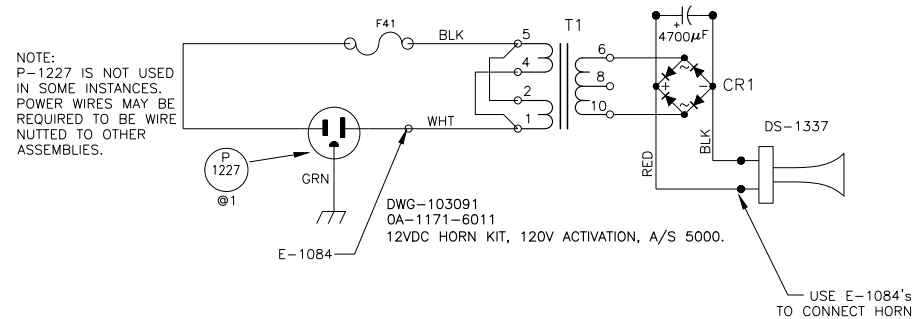 NOTE:
P-1227 IS NOT USED
IN SOME INSTANCES.
POWER WIRES MAY BE
REQUIRED TO BE WIRE
NUTTED TO OTHER
ASSEMBLIES.
F41
BLK
T1
5
4
2
1
6
8
10
+
4700µF
~
+
-
~
CR1
WHT
P
1227
@1
GRN
RED
BLK
DS-1337
DWG-103091
0A-1171-6011
12VDC HORN KIT, 120V ACTIVATION, A/S 5000.
E-1084
USE E-1084's
TO CONNECT HORN